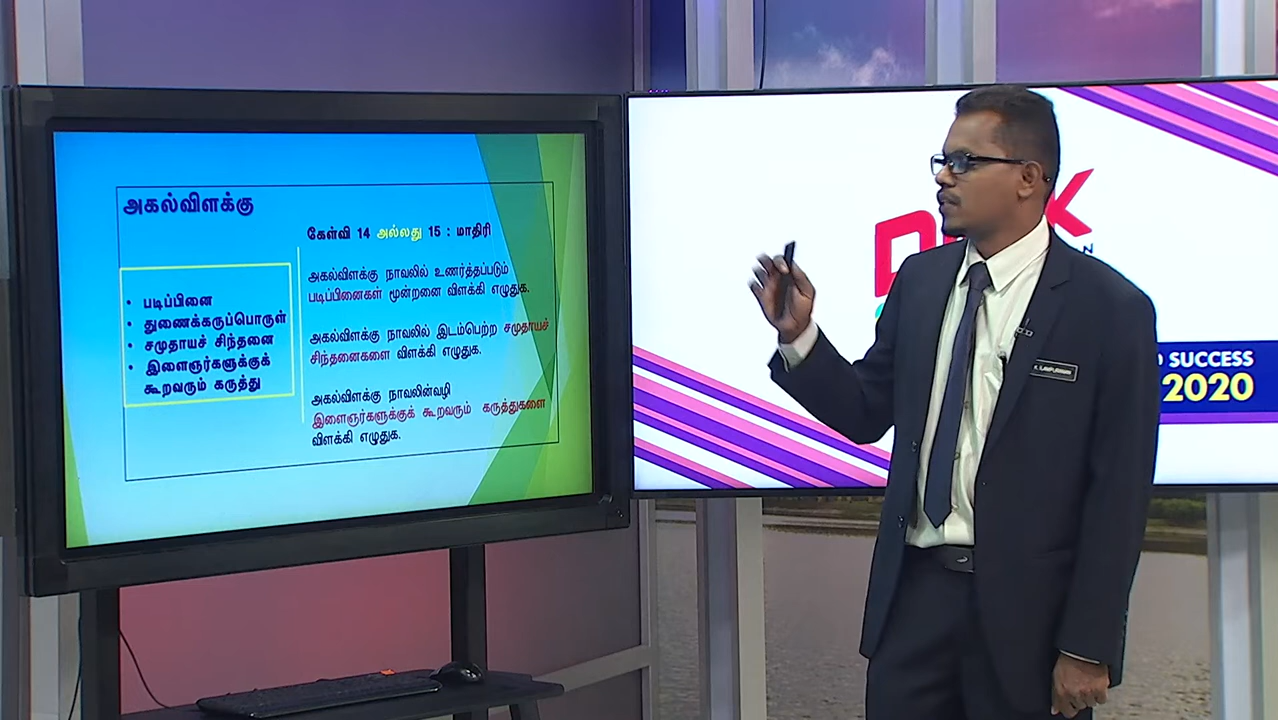 அகல்விளக்கு
• படிப்பினை
• துணைக்கருப்பொருள்
• சமுதாயச் சிந்தனை
• இளைஞர்களுக்குக்
கூறவரும் கருத்து
கேள்வி 14 அல்லது 15 : மாதிரி
அகல்விளக்கு நாவலில் உணர்த்தப்படும்
படிப்பினைகள் மூன்றனை விளக்கி எழுதுக.
அகல்விளக்கு நாவலில் இடம்பெற்ற சமுதாயச்
சிந்தனைகளை விளக்கி எழுதுக.
அகல்விளக்கு நாவலின்வழி
இளைஞர்களுக்குக் கூறவரும் கருத்துகளை
விளக்கி எழுதுக.
SUCCESS
2020